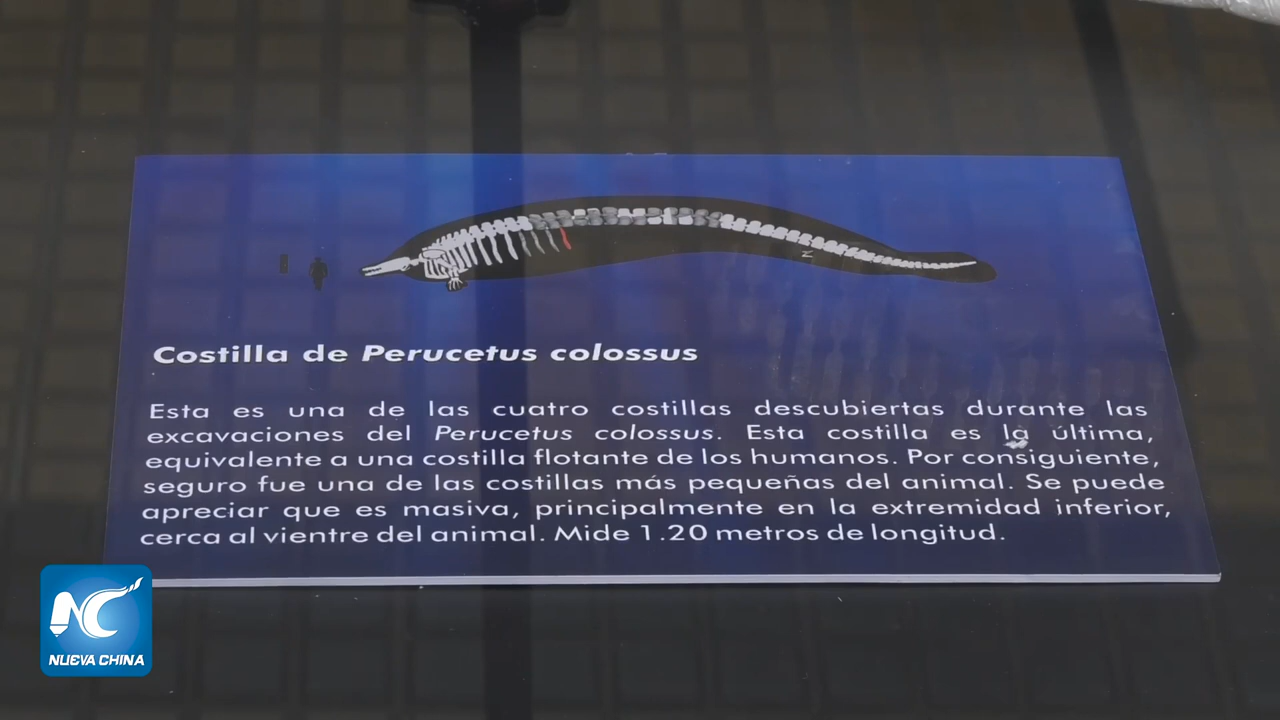 Costilla de Perucetus colossus
Esta es una de las cuatro costillas descubiertas durante las
excavaciones del Perucetus colossus. Esta costilla es la última,
equivalente a una costilla flotante de los humanos. Por consiguiente,
seguro fue una de las costillas más pequeñas del animal. Se puede
apreciar que es masiva, principalmente en la extremidad inferior,
cerca al vientre del animal. Mide 1.20 metros de longitud.
NC
NUEVA CHINA